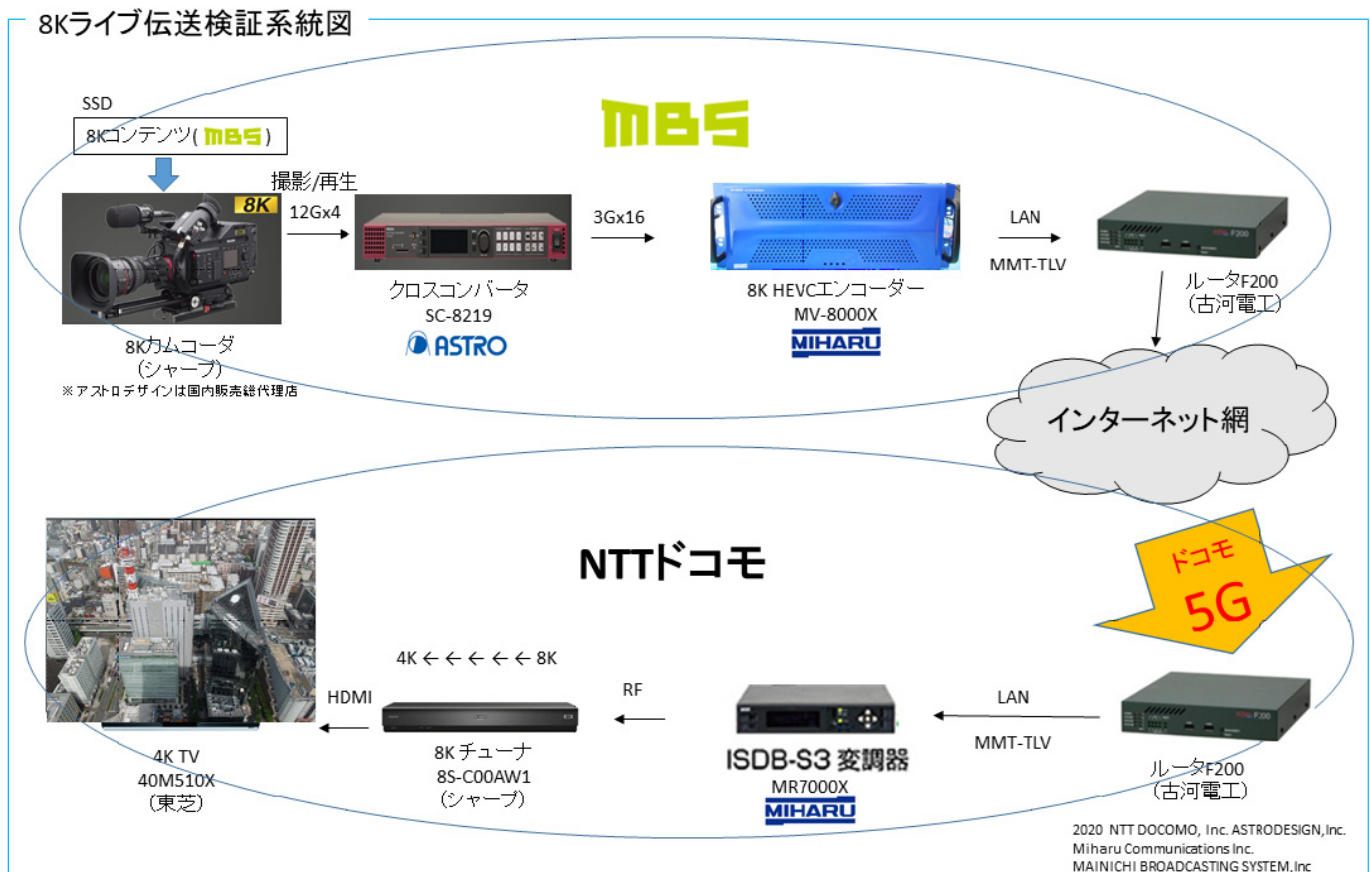 8Kライブ伝送検証系統図
MBS
SSD
8Kコンテンツ( MBS )
8K
撮影/再生
12Gx4
3Gx16
LAN
MMT-TLV
F200
8Kカムコーダ
(シャープ)
※アストロデザインは国内販売総代理店
クロスコンバータ
SC-8219
ASTRO
8K HEVCエンコーダー
MV-8000X
MIHARU
ルータF200
(古河電工)
インターネット網
ドコモ
5G
NTTドコモ
4K ← ← ← ← ← 8K
HDMI
RF
LAN
MMT-TLV
F200
4K TV
40M510X
(東芝)
8K チューナ
8S-C00AW1
(シャープ)
ISDB-S3 変調器
MR7000X
MIHARU
ルータF200
(古河電工)
2020 NTT DOCOMO, Inc. ASTRODESIGN,Inc.
Miharu Communications Inc.
MAINICHI BROADCASTING SYSTEM,Inc